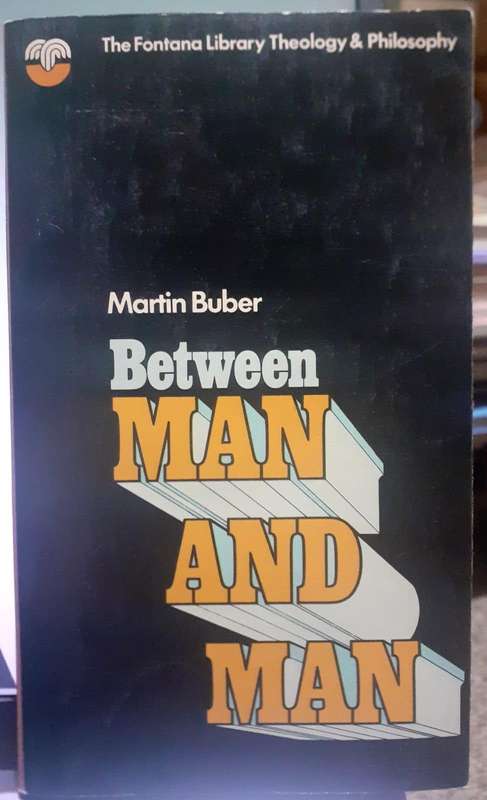 The Fontana Library Theology & Philosophy
Martin Buber
Between
MAN
AND
MAN